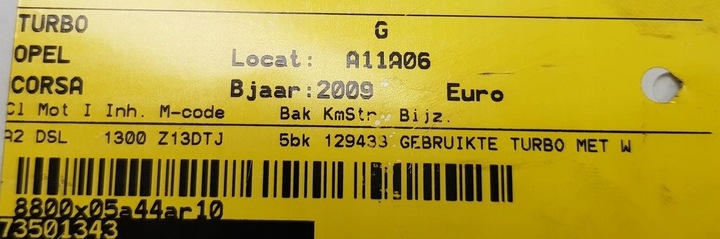 TURBO G
OPEL Locat: A11A06
CORSA Bjaar:2009 Euro
Cl Mot I Inh. M-code Bak KmStr. Bijz.
A2 DSL 1300 Z13DTJ 5bk 129433 GEBRUIKTE TURBO MET W
8800x05a44ar10
73501343